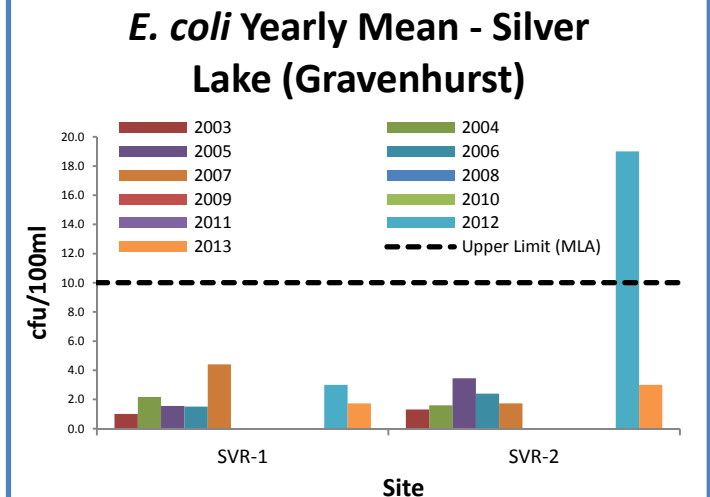 E. coli Yearly Mean - Silver
Lake (Gravenhurst)
2003 2004
2005 2006
2007 2008
2009 2010
2011 2012
2013 Upper Limit (MLA)
20.0
18.0
16.0
14.0
12.0
10.0
8.0
6.0
4.0
2.0
0.0
cfu/100ml
SVR-1 SVR-2
Site